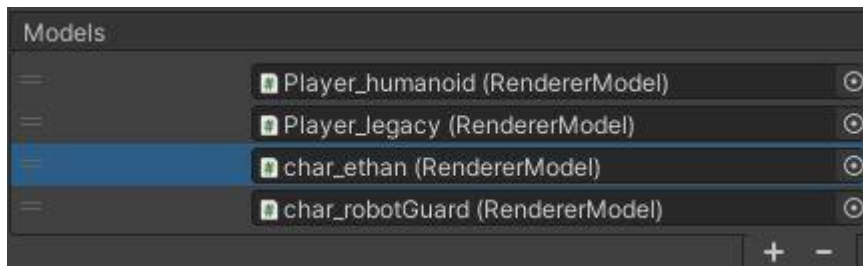 Models
Player_humanoid (RendererModel)
Player_legacy (RendererModel)
char_ethan (RendererModel)
char_robotGuard (RendererModel)
+ −